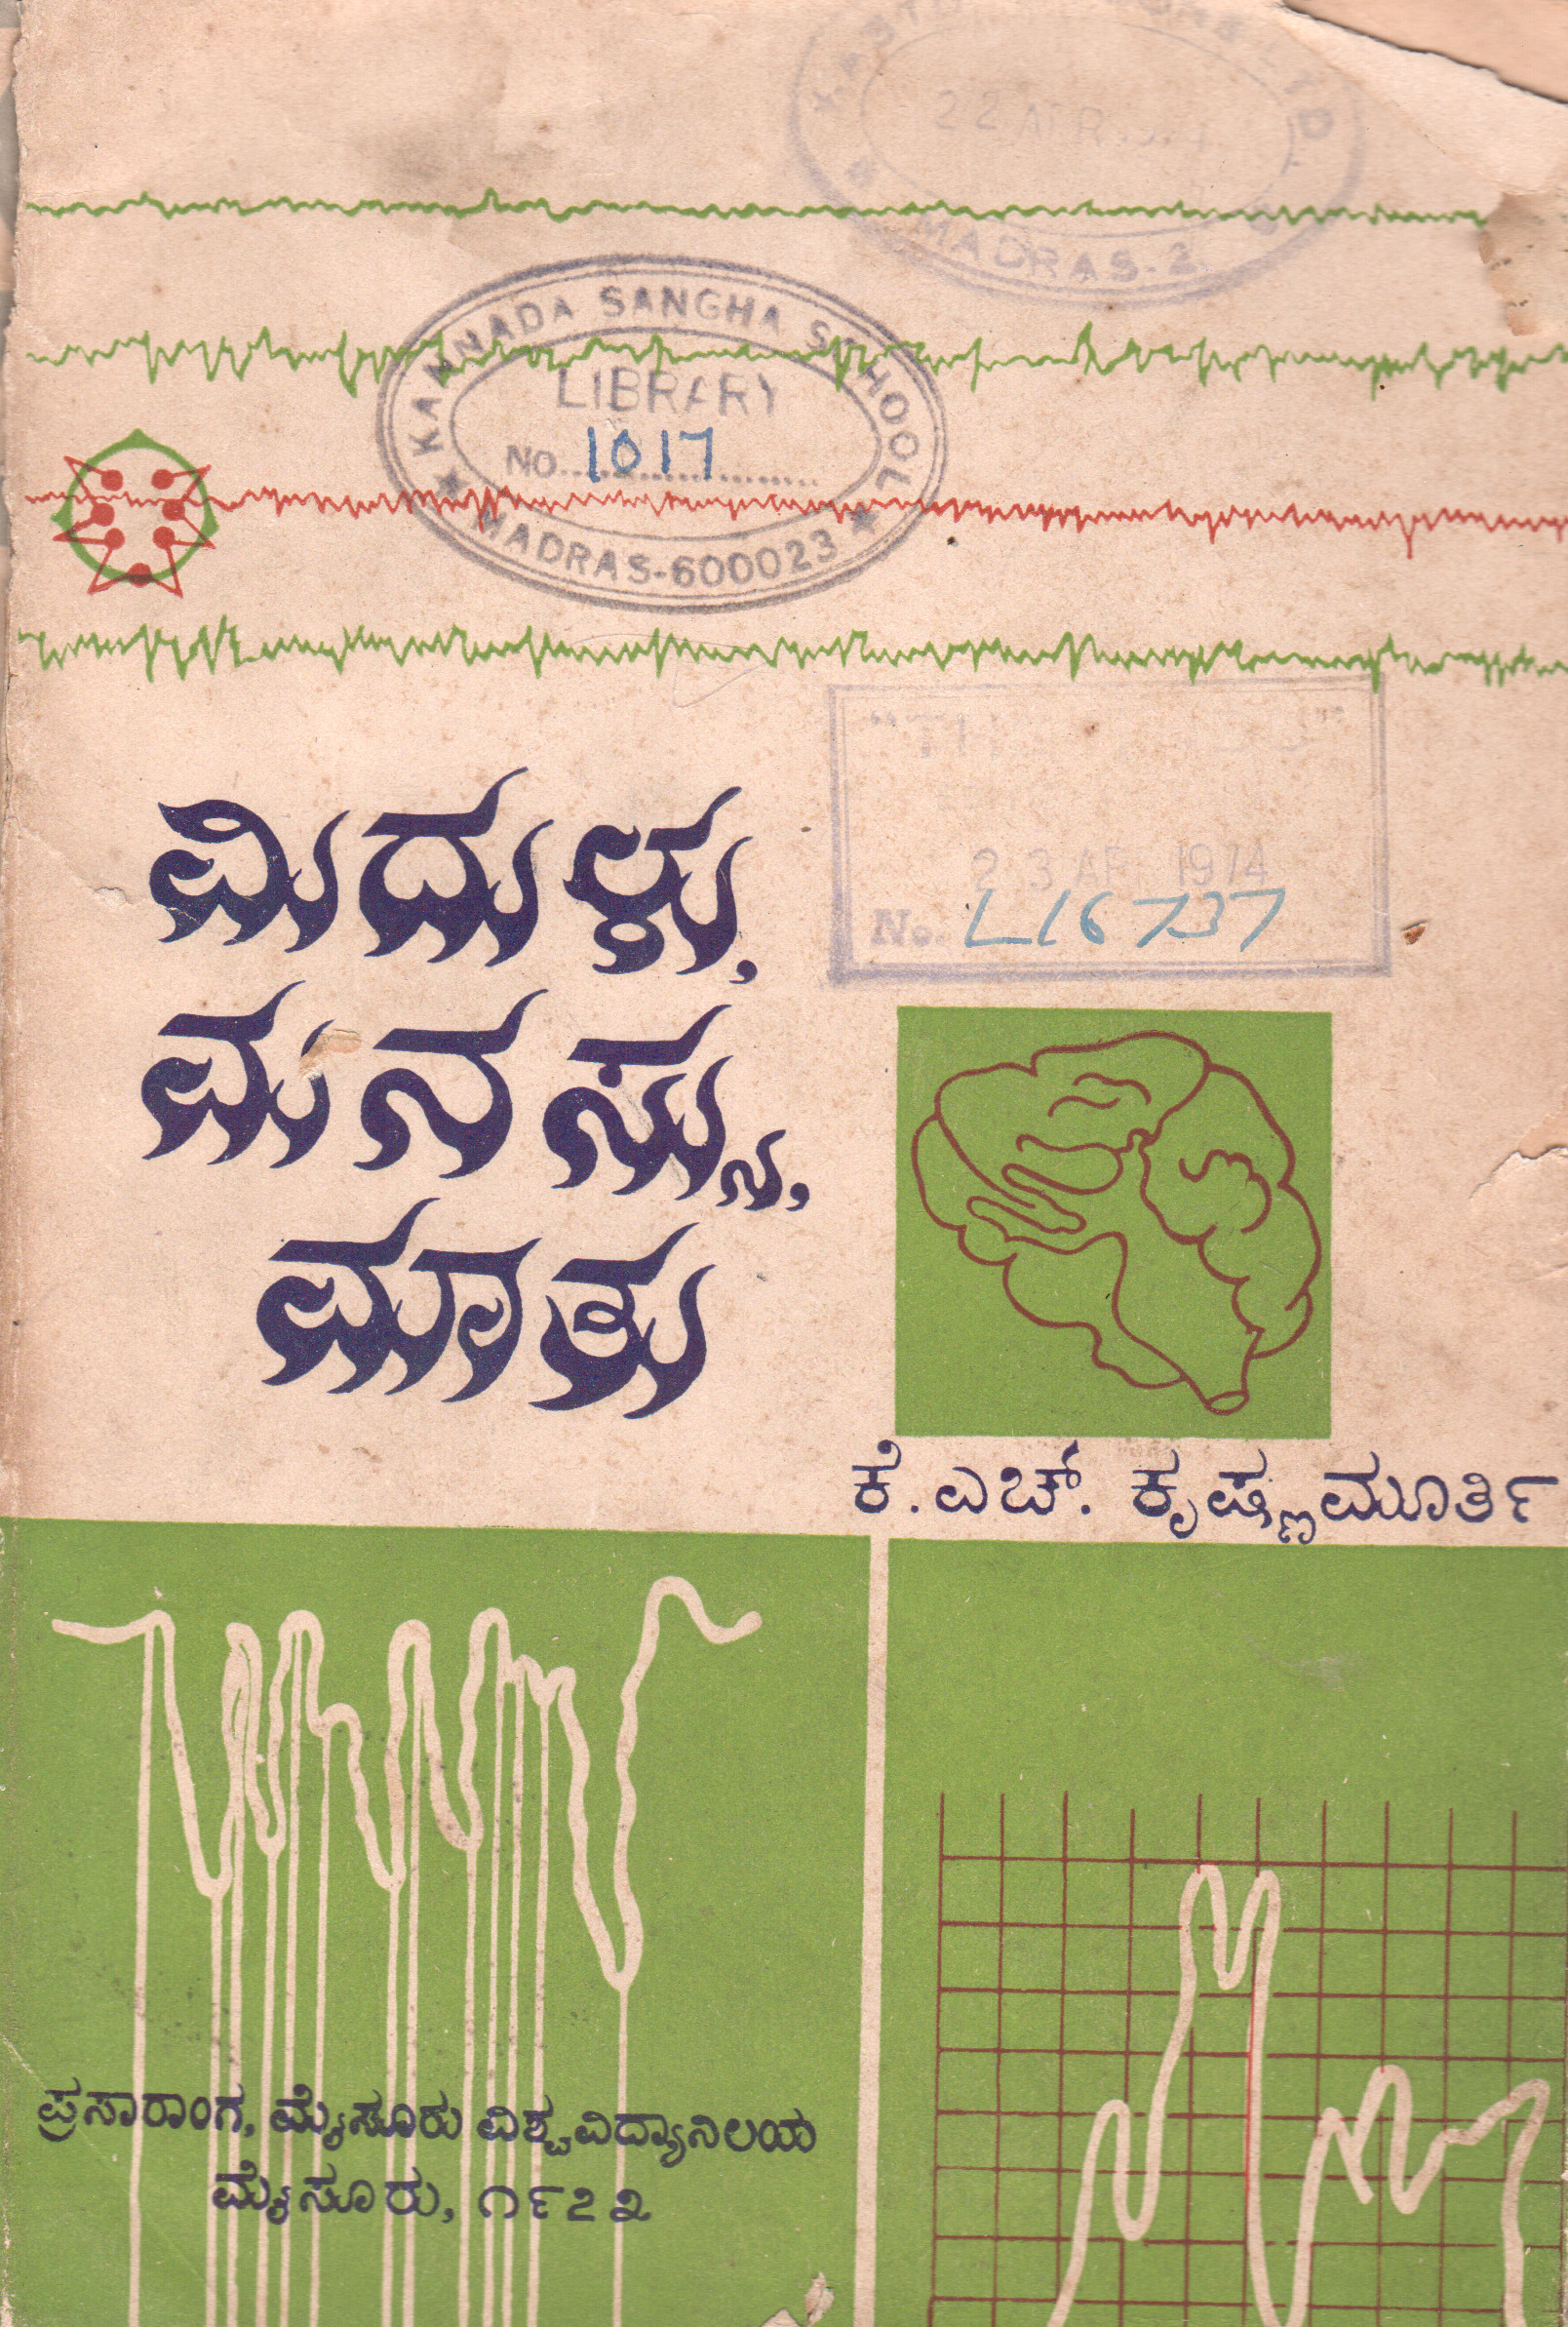 22 APR
MADRAS-2
KANNADA SANGHA SCHOOL
LIBRARY
No. 1017
MADRAS-600023
ಮಿದುಳು,
23 AP 1974
No. L16737
ಮನಸ್ಸು,
ಮಾತು
ಕೆ. ಎಚ್. ಕೃಷ್ಣಮೂರ್ತಿ
ಪ್ರಸಾರಾಂಗ, ಮೈಸೂರು ವಿಶ್ವವಿದ್ಯಾನಿಲಯ
ಮೈಸೂರು, ೧೯೭೩